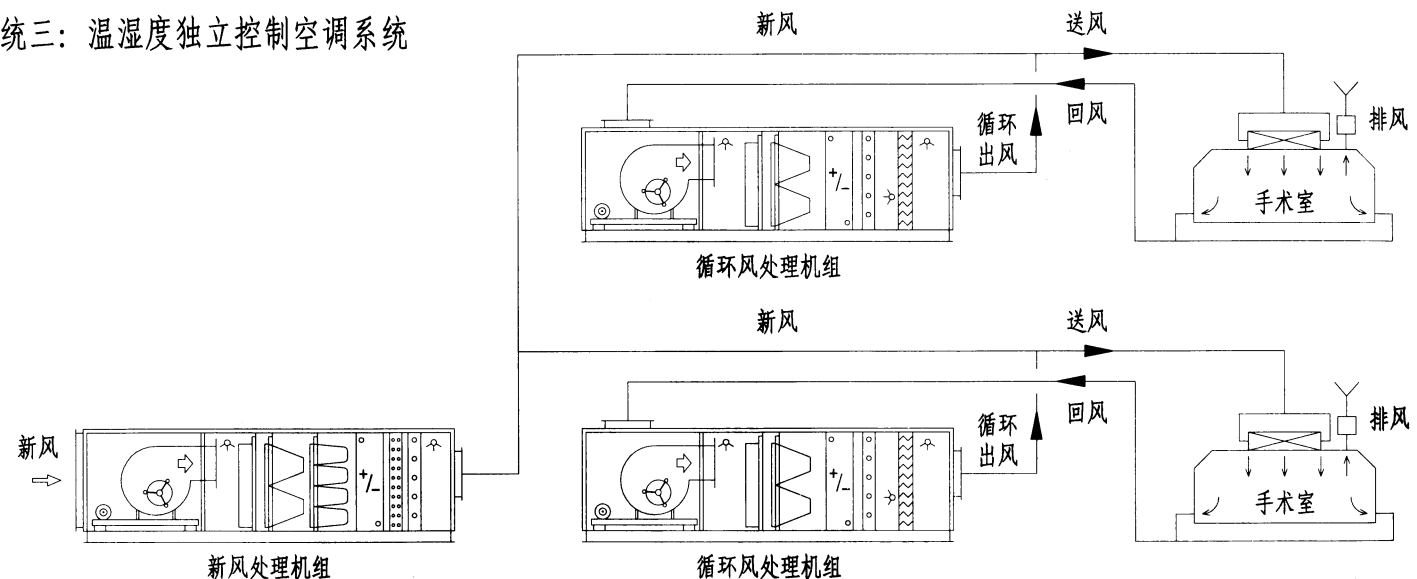 统三：温湿度独立控制空调系统
新风
送风
回风
排风
循环
出风
+/-
手术室
循环风处理机组
新风
送风
回风
排风
循环
出风
新风
+/-
+/-
手术室
新风处理机组
循环风处理机组